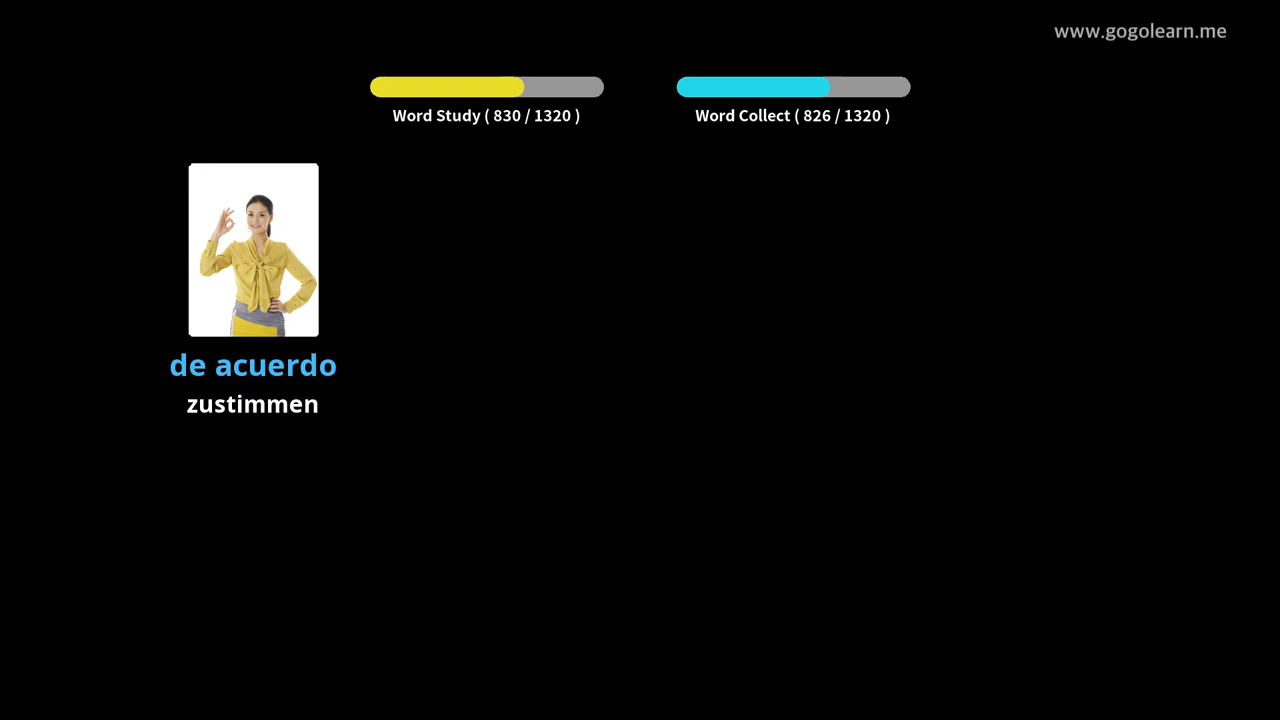 www.gogolearn.me
Word Study ( 830 / 1320 )
Word Collect ( 826 / 1320 )
de acuerdo
zustimmen